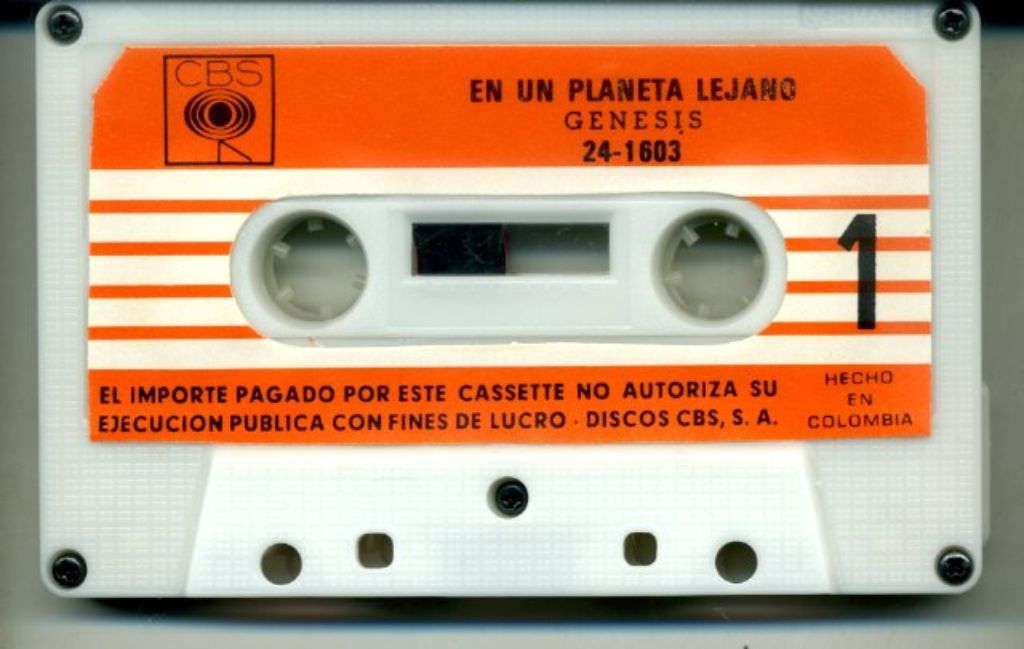 CBS
EN UN PLANETA LEJANO
GENESIS
24-1603
1
EL IMPORTE PAGADO POR ESTE CASSETTE NO AUTORIZA SU
EJECUCION PUBLICA CON FINES DE LUCRO · DISCOS CBS, S. A.
HECHO
EN
COLOMBIA